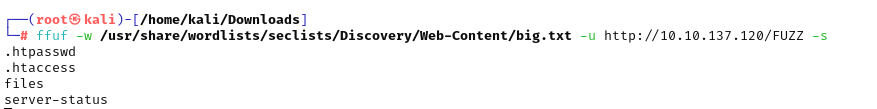 ┌──(root㉿kali)-[/home/kali/Downloads]
└─# ffuf -w /usr/share/wordlists/seclists/Discovery/Web-Content/big.txt -u http://10.10.137.120/FUZZ -s
.htpasswd
.htaccess
files
server-status